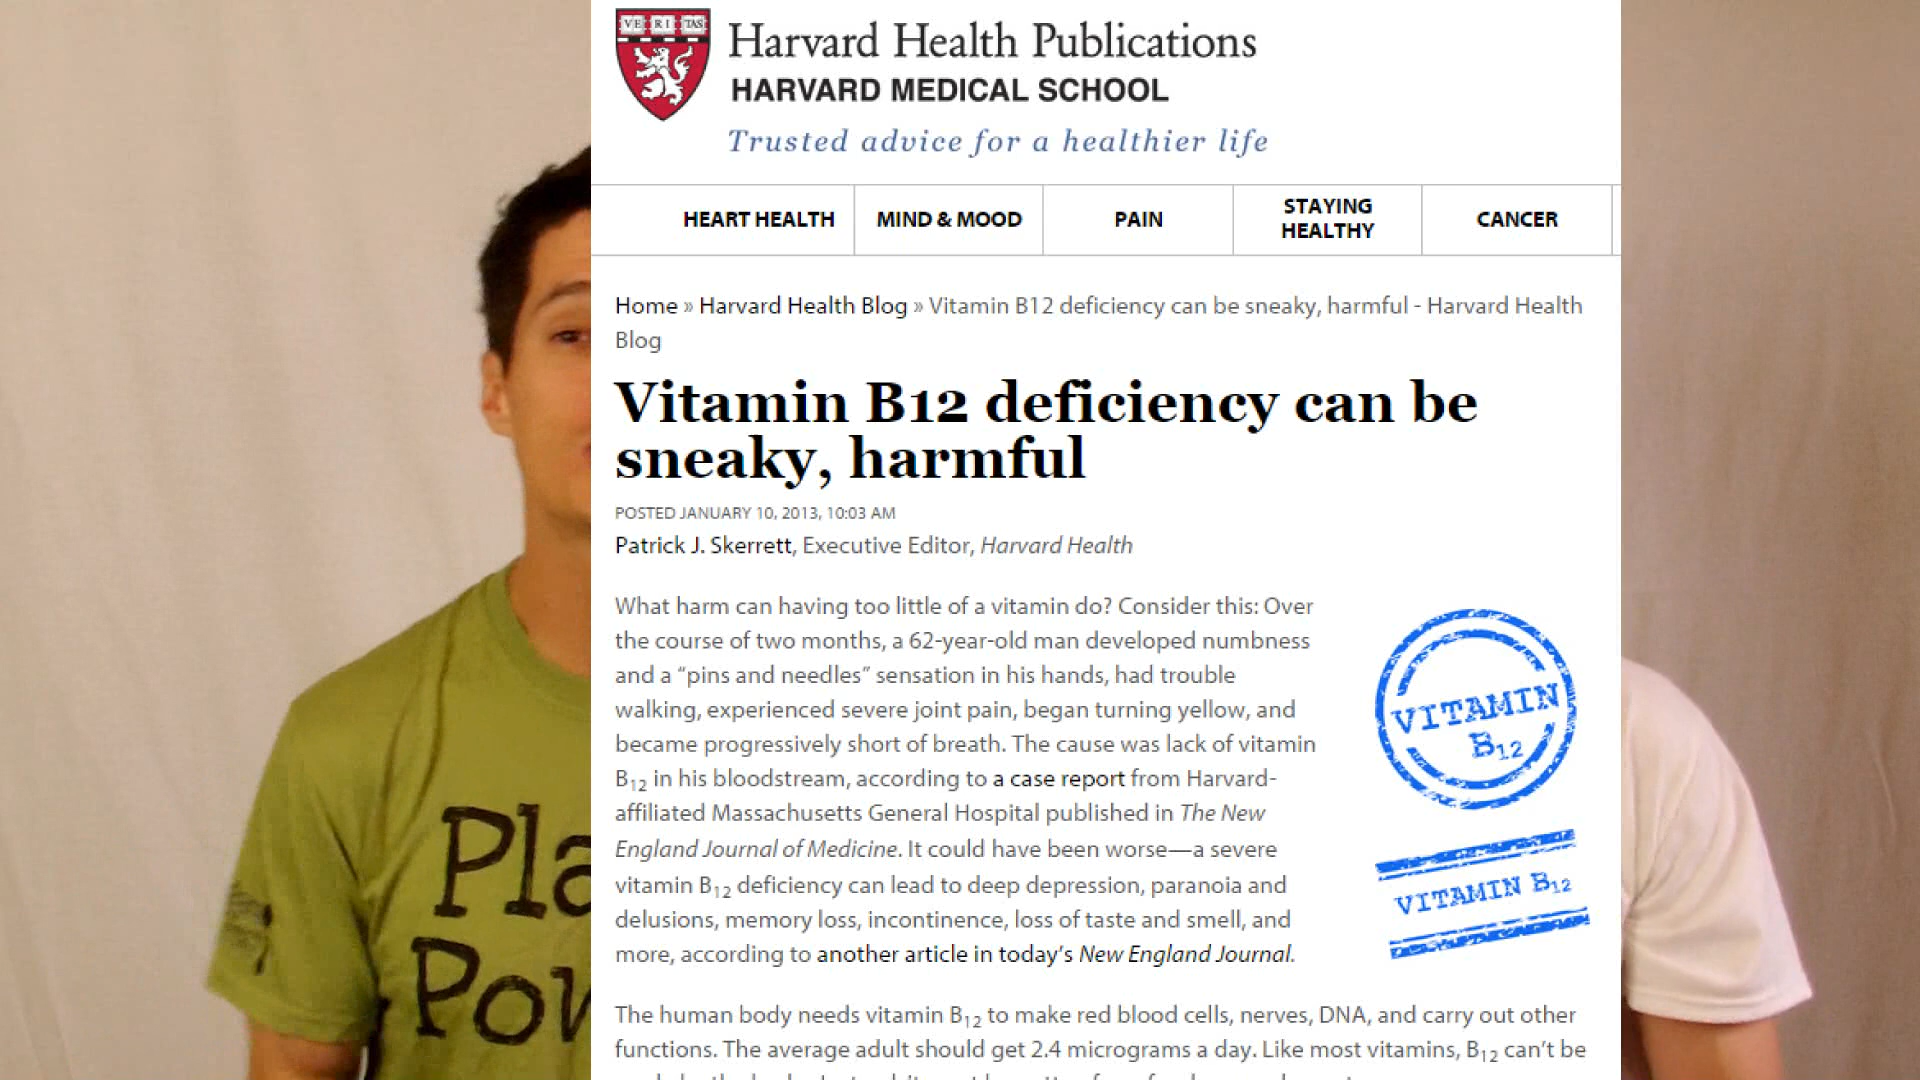 VE RI TAS
Harvard Health Publications
HARVARD MEDICAL SCHOOL
Trusted advice for a healthier life
HEART HEALTH
MIND & MOOD
PAIN
STAYING
HEALTHY
CANCER
Home » Harvard Health Blog » Vitamin B12 deficiency can be sneaky, harmful - Harvard Health
Blog
Vitamin B12 deficiency can be
sneaky, harmful
POSTED JANUARY 10, 2013, 10:03 AM
Patrick J. Skerrett, Executive Editor, Harvard Health
What harm can having too little of a vitamin do? Consider this: Over
the course of two months, a 62-year-old man developed numbness
and a “pins and needles” sensation in his hands, had trouble
walking, experienced severe joint pain, began turning yellow, and
became progressively short of breath. The cause was lack of vitamin
B12 in his bloodstream, according to a case report from Harvard-
affiliated Massachusetts General Hospital published in The New
England Journal of Medicine. It could have been worse—a severe
vitamin B12 deficiency can lead to deep depression, paranoia and
delusions, memory loss, incontinence, loss of taste and smell, and
more, according to another article in today’s New England Journal.
VITAMIN
B12
VITAMIN B12
The human body needs vitamin B12 to make red blood cells, nerves, DNA, and carry out other
functions. The average adult should get 2.4 micrograms a day. Like most vitamins, B12 can’t be
Pla
Pow